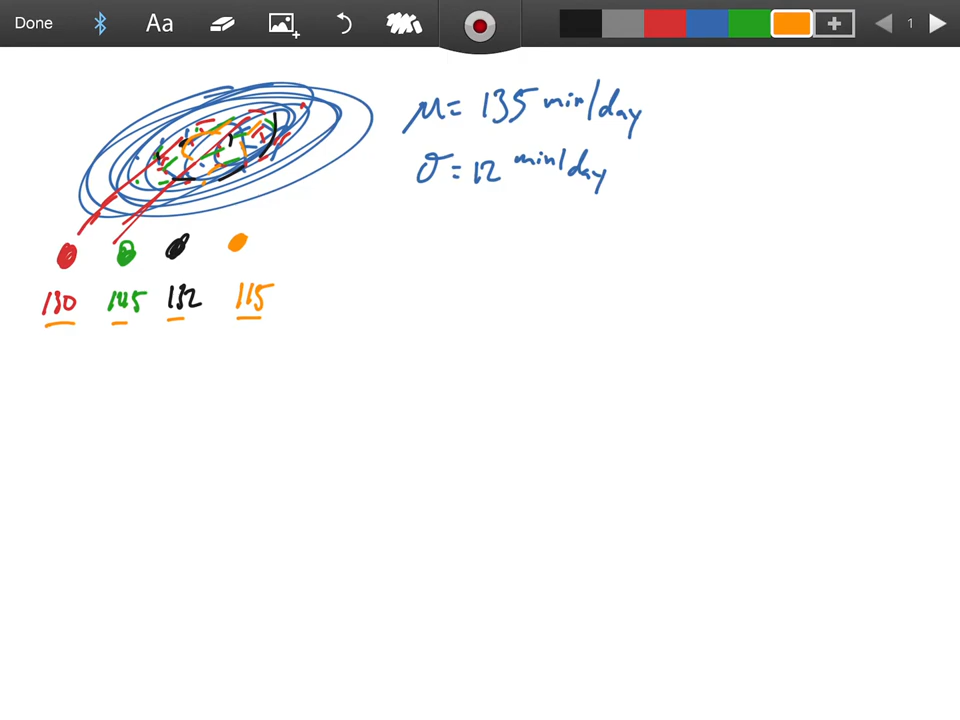 Done Aa 1
μ= 135 min/day
σ= 12 min/day
130 145 132 115